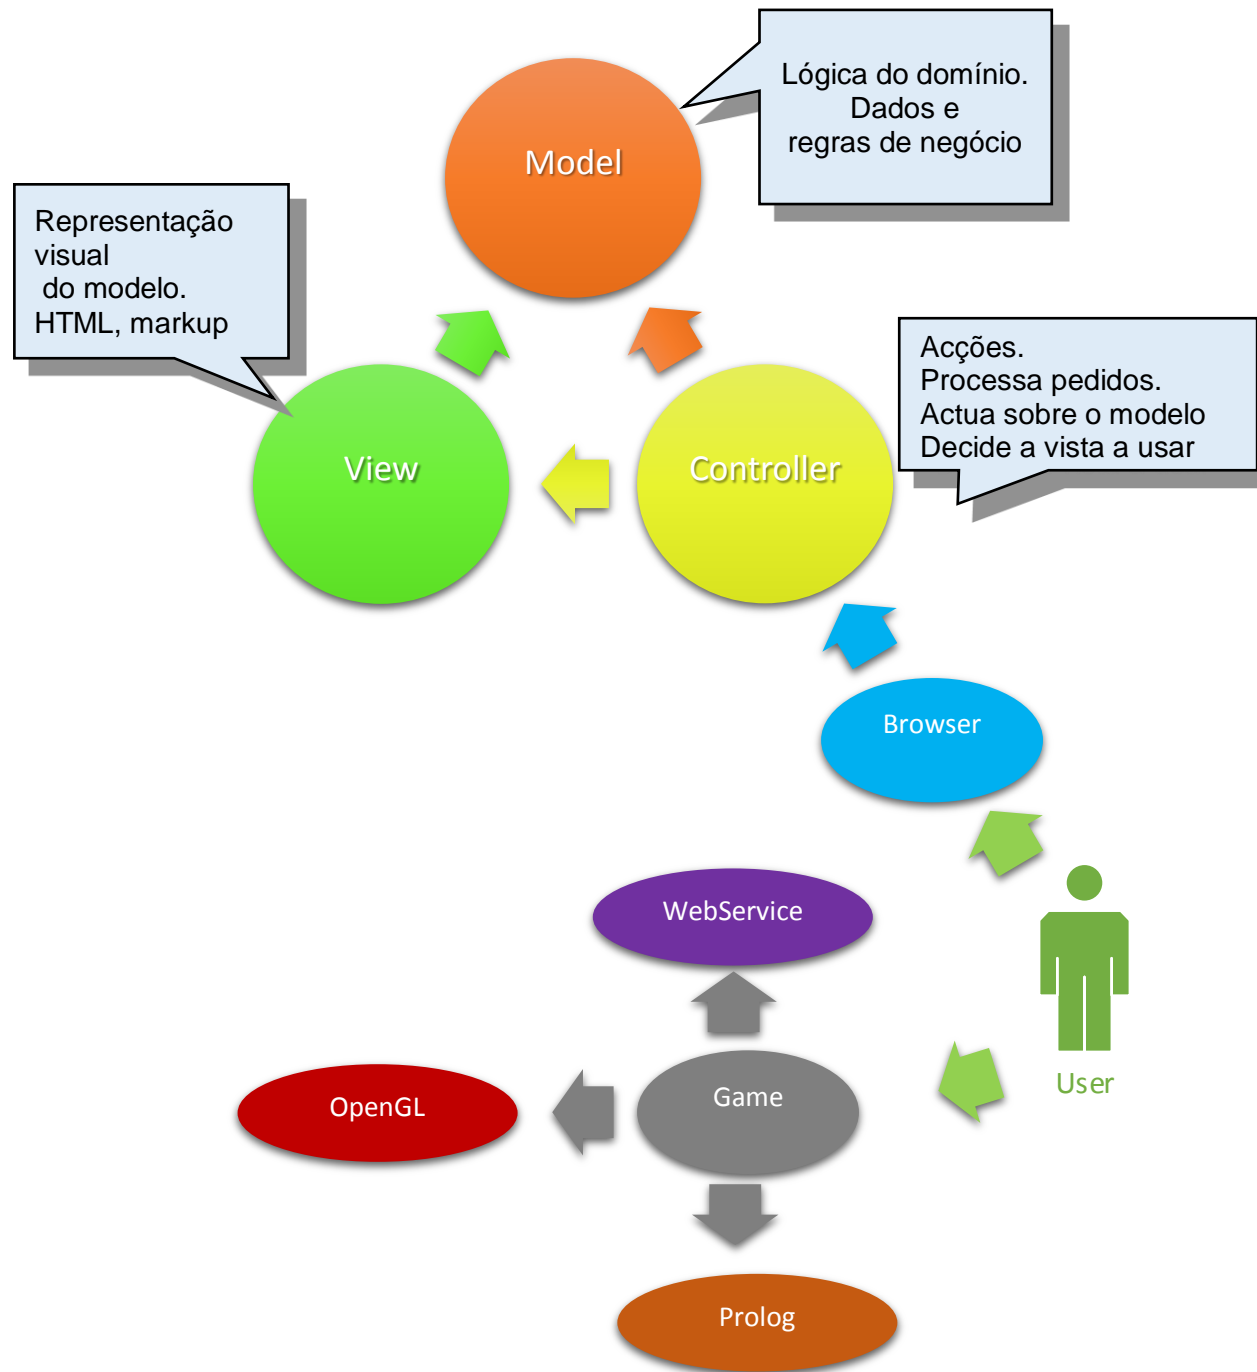 Lógica do domínio.
Dados e
regras de negócio
Model
Representação
visual
do modelo.
HTML, markup
Acções.
Processa pedidos.
Actua sobre o modelo
Decide a vista a usar
View
Controller
Browser
WebService
User
Game
OpenGL
Prolog